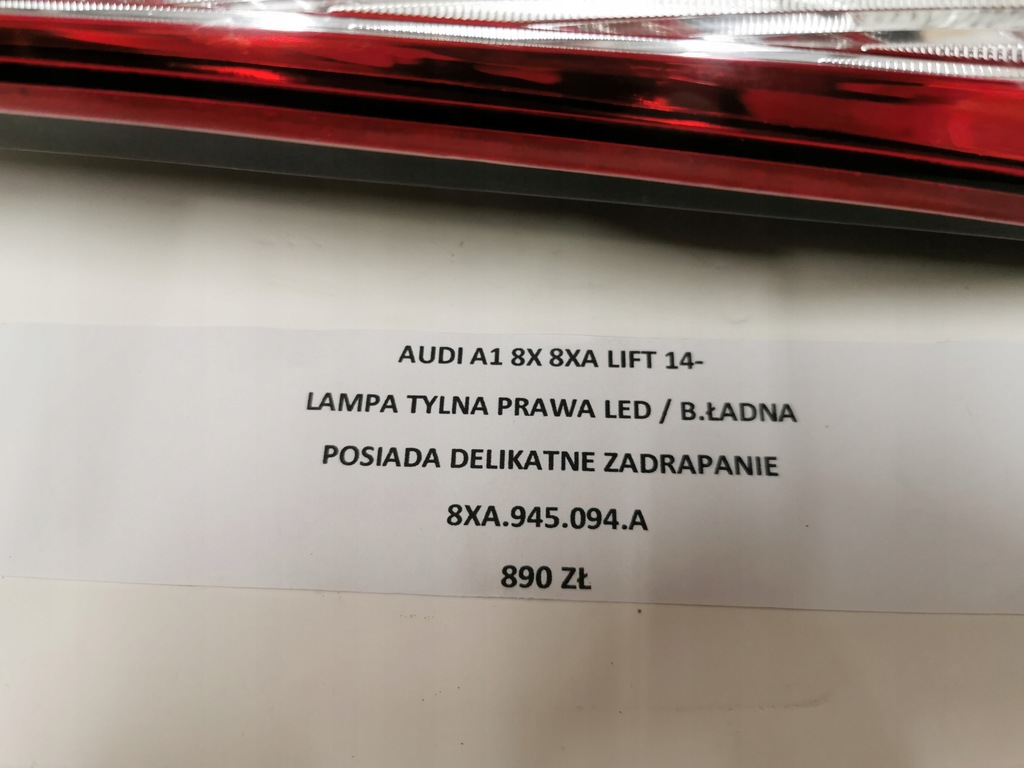 AUDI A1 8X 8XA LIFT 14-
LAMPA TYLNA PRAWA LED / B.ŁADNA
POSIADA DELIKATNE ZADRAPANIE
8XA.945.094.A
890 ZŁ